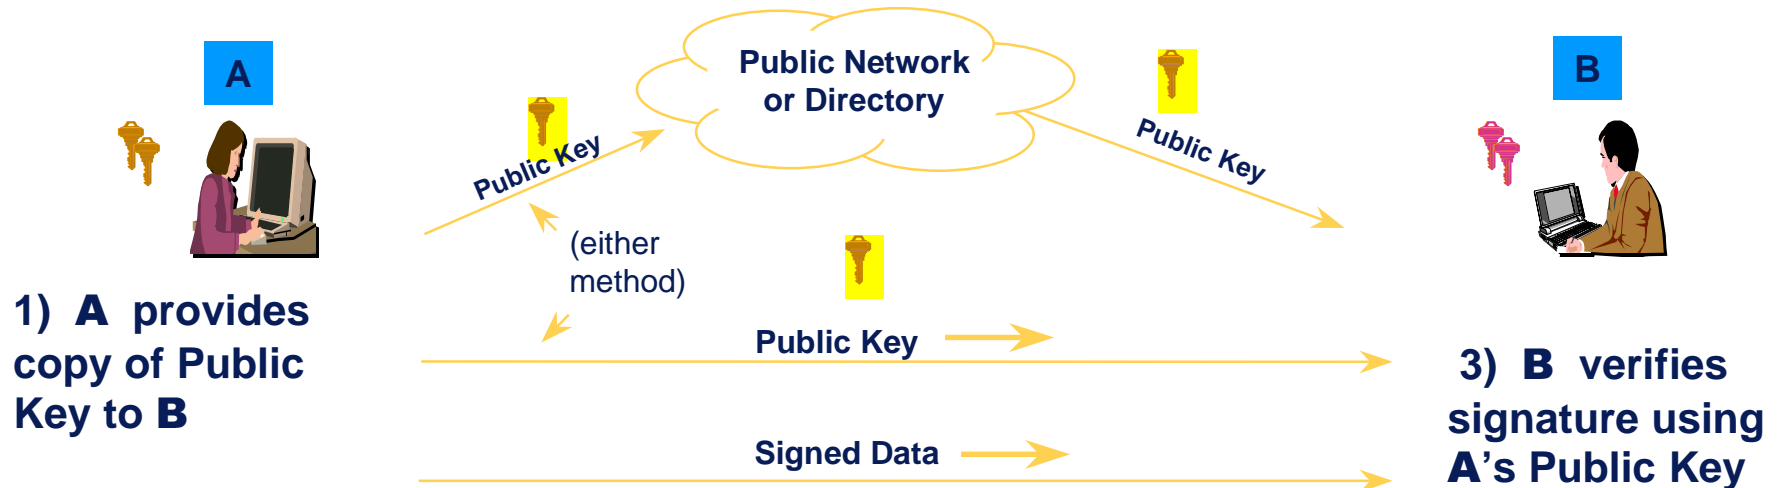 A
Public Network
or Directory
B
Public Key
Public Key
(either
method)
1) A provides
copy of Public
Key to B
Public Key
3) B verifies
signature using
A's Public Key
Signed Data